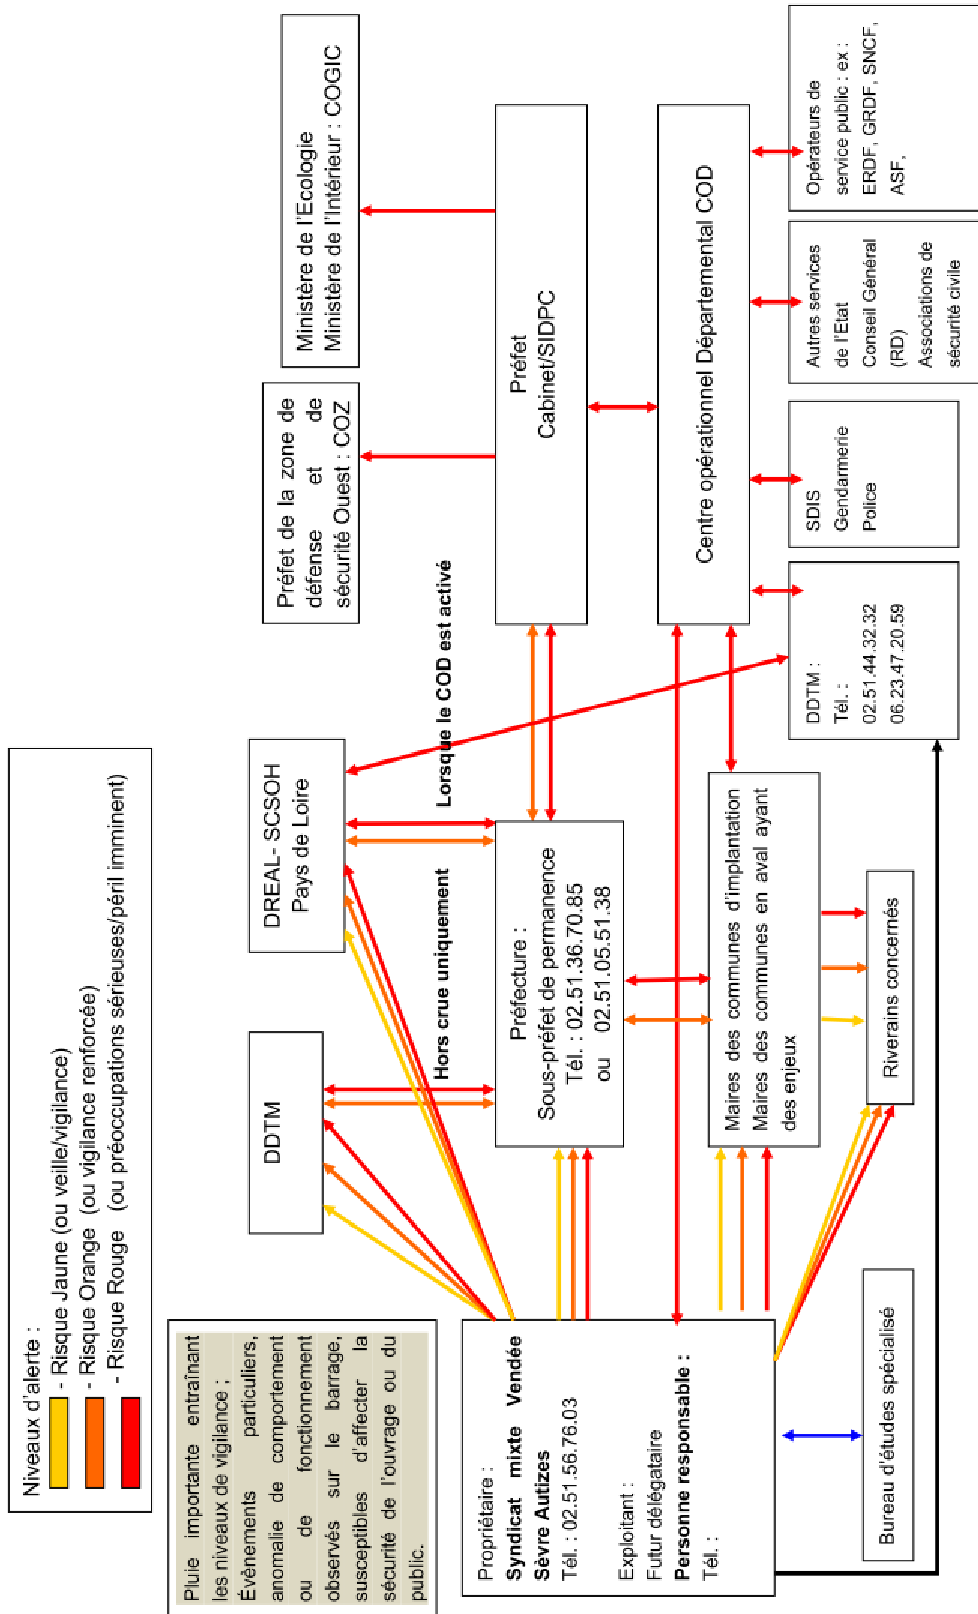 Niveaux d'alerte :
- Risque Jaune (ou veille/vigilance)
- Risque Orange (ou vigilance renforcée)
- Risque Rouge (ou préoccupations sérieuses/péril imminent)
Pluie importante entraînant
les niveaux de vigilance ;
Évènements particuliers,
anomalie de comportement
ou de fonctionnement
observés sur le barrage,
susceptibles d'affecter la
sécurité de l'ouvrage ou du
public.
DDTM
DREAL- SCSOH
Pays de Loire
Préfet de la zone de
défense et de
sécurité Ouest : COZ
Ministère de l'Ecologie
Ministère de l'Intérieur : COGIC
Hors crue uniquement
Lorsque le COD est activé
Propriétaire :
Syndicat mixte Vendée
Sèvre Autizes
Tél. : 02.51.56.76.03
Exploitant :
Futur délégataire
Personne responsable :
Tél. :
Préfecture :
Sous-préfet de permanence
Tél. : 02.51.36.70.85
ou 02.51.05.51.38
Préfet
Cabinet/SIDPC
Maires des communes d'implantation
Maires des communes en aval ayant
des enjeux
Centre opérationnel Départemental COD
Bureau d'études spécialisé
Riverains concernés
DDTM :
Tél. :
02.51.44.32.32
06.23.47.20.59
SDIS
Gendarmerie
Police
Autres services
de l'Etat
Conseil Général
(RD)
Associations de
sécurité civile
Opérateurs de
service public : ex :
ERDF, GRDF, SNCF,
ASF,